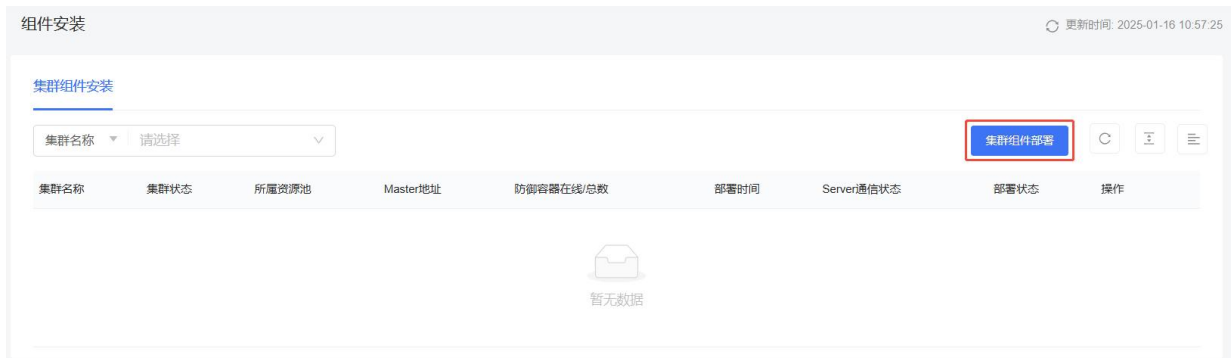 组件安装
更新时间: 2025-01-16 10:57:25
集群组件安装
集群名称 请选择 集群组件部署
集群名称 集群状态 所属资源池 Master地址 防御容器在线/总数 部署时间 Server通信状态 部署状态 操作
暂无数据